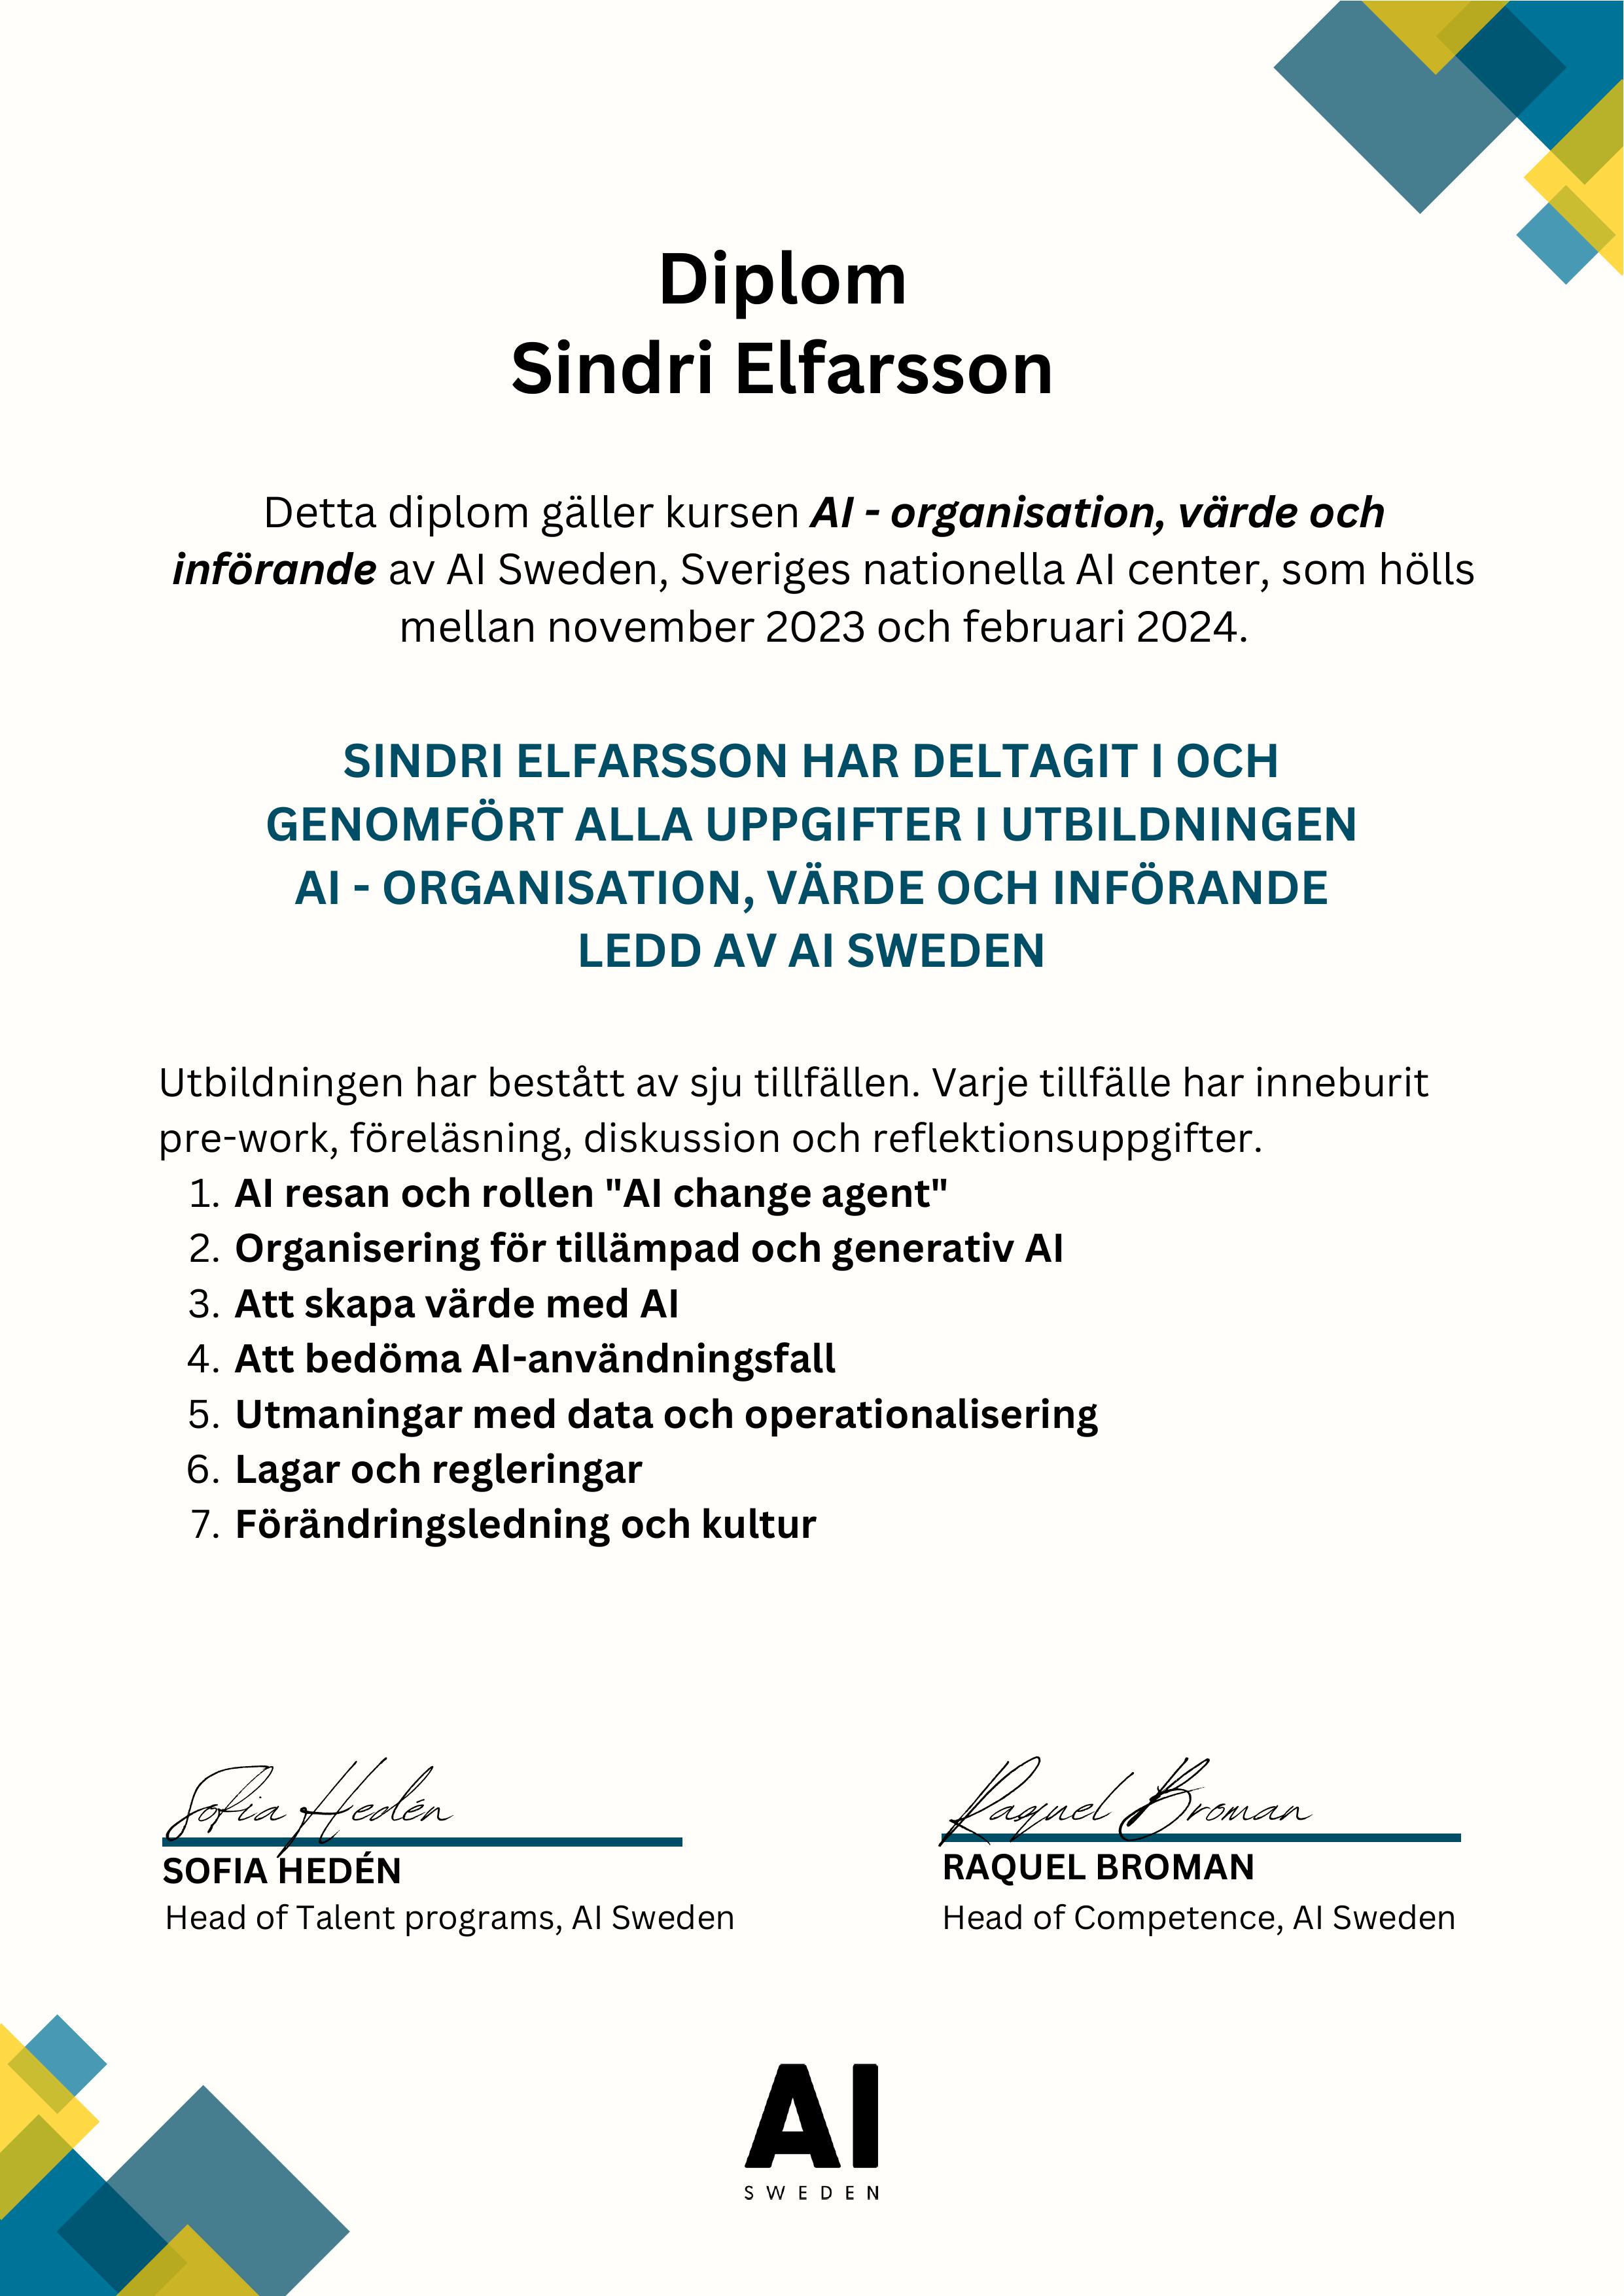 Diplom
Sindri Elfarsson
Detta diplom gäller kursen AI - organisation, värde och
införande av AI Sweden, Sveriges nationella AI center, som hölls
mellan november 2023 och februari 2024.
SINDRI ELFARSSON HAR DELTAGIT I OCH
GENOMFÖRT ALLA UPPGIFTER I UTBILDNINGEN
AI - ORGANISATION, VÄRDE OCH INFÖRANDE
LEDD AV AI SWEDEN
Utbildningen har bestått av sju tillfällen. Varje tillfälle har inneburit
pre-work, föreläsning, diskussion och reflektionsuppgifter.
1. AI resan och rollen "AI change agent"
2. Organisering för tillämpad och generativ AI
3. Att skapa värde med AI
4. Att bedöma AI-användningsfall
5. Utmaningar med data och operationalisering
6. Lagar och regleringar
7. Förändringsledning och kultur
Sofia Hedén
SOFIA HEDÉN
Head of Talent programs, AI Sweden
Raquel Broman
RAQUEL BROMAN
Head of Competence, AI Sweden
AI
SWEDEN